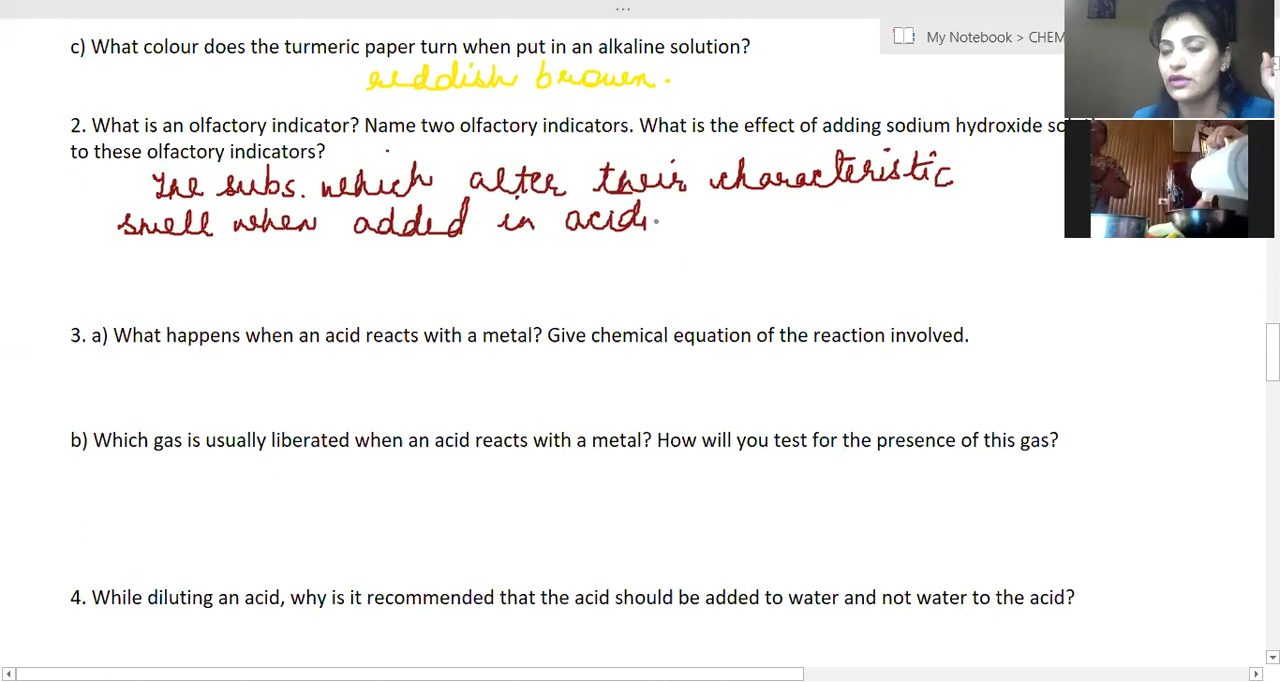 ...
My Notebook > CHEM
c) What colour does the turmeric paper turn when put in an alkaline solution?
reddish brown.
2. What is an olfactory indicator? Name two olfactory indicators. What is the effect of adding sodium hydroxide
to these olfactory indicators?
The subs. which alter their characteristic
smell when added in acid
3. a) What happens when an acid reacts with a metal? Give chemical equation of the reaction involved.
b) Which gas is usually liberated when an acid reacts with a metal? How will you test for the presence of this gas?
4. While diluting an acid, why is it recommended that the acid should be added to water and not water to the acid?